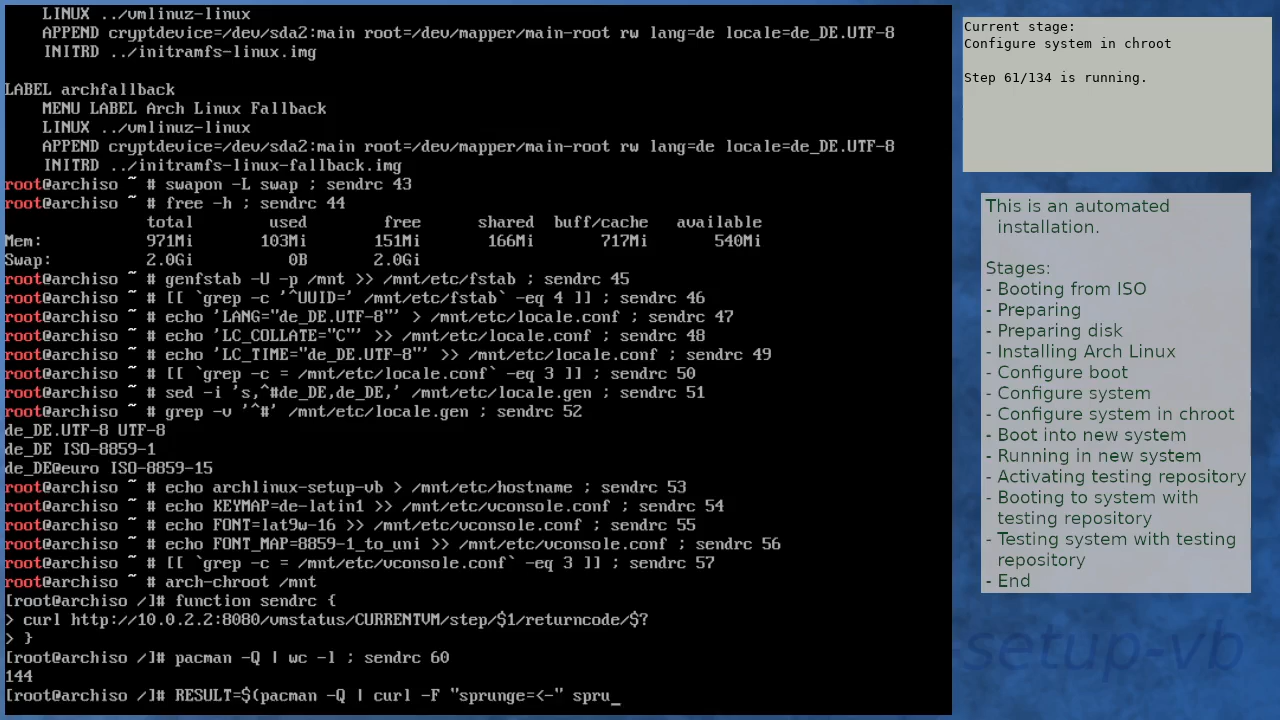 LINUX ../vmlinuz-linux
APPEND cryptdevice=/dev/sda2:main root=/dev/mapper/main-root rw lang=de locale=de_DE.UTF-8
INITRD ../initramfs-linux.img
LABEL archfallback
MENU LABEL Arch Linux Fallback
LINUX ../vmlinuz-linux
APPEND cryptdevice=/dev/sda2:main root=/dev/mapper/main-root rw lang=de locale=de_DE.UTF-8
INITRD ../initramfs-linux-fallback.img
root@archiso ~ # swapon -L swap ; sendrc 43
root@archiso ~ # free -h ; sendrc 44
total used free shared buff/cache available
Mem: 971Mi 103Mi 151Mi 166Mi 717Mi 540Mi
Swap: 2.0Gi 0B 2.0Gi
root@archiso ~ # genfstab -U -p /mnt >> /mnt/etc/fstab ; sendrc 45
root@archiso ~ # [[ `grep -c '^UUID=' /mnt/etc/fstab` -eq 4 ]] ; sendrc 46
root@archiso ~ # echo 'LANG="de_DE.UTF-8"' > /mnt/etc/locale.conf ; sendrc 47
root@archiso ~ # echo 'LC_COLLATE="C"' >> /mnt/etc/locale.conf ; sendrc 48
root@archiso ~ # echo 'LC_TIME="de_DE.UTF-8"' >> /mnt/etc/locale.conf ; sendrc 49
root@archiso ~ # [[ `grep -c = /mnt/etc/locale.conf` -eq 3 ]] ; sendrc 50
root@archiso ~ # sed -i 's,^#de_DE,de_DE,' /mnt/etc/locale.gen ; sendrc 51
root@archiso ~ # grep -v '^#' /mnt/etc/locale.gen ; sendrc 52
de_DE.UTF-8 UTF-8
de_DE ISO-8859-1
de_DE@euro ISO-8859-15
root@archiso ~ # echo archlinux-setup-vb > /mnt/etc/hostname ; sendrc 53
root@archiso ~ # echo KEYMAP=de-latin1 >> /mnt/etc/vconsole.conf ; sendrc 54
root@archiso ~ # echo FONT=lat9w-16 >> /mnt/etc/vconsole.conf ; sendrc 55
root@archiso ~ # echo FONT_MAP=8859-1_to_uni >> /mnt/etc/vconsole.conf ; sendrc 56
root@archiso ~ # [[ `grep -c = /mnt/etc/vconsole.conf` -eq 3 ]] ; sendrc 57
root@archiso ~ # arch-chroot /mnt
[root@archiso /]# function sendrc {
> curl http://10.0.2.2:8080/vmstatus/CURRENTVM/step/$1/returncode/$?
> }
[root@archiso /]# pacman -Q | wc -l ; sendrc 60
144
[root@archiso /]# RESULT=$(pacman -Q | curl -F "sprunge=<-" spru_
Current stage:
Configure system in chroot
Step 61/134 is running.
This is an automated
installation.
Stages:
- Booting from ISO
- Preparing
- Preparing disk
- Installing Arch Linux
- Configure boot
- Configure system
- Configure system in chroot
- Boot into new system
- Running in new system
- Activating testing repository
- Booting to system with
testing repository
- Testing system with testing
repository
- End
-setup-vb